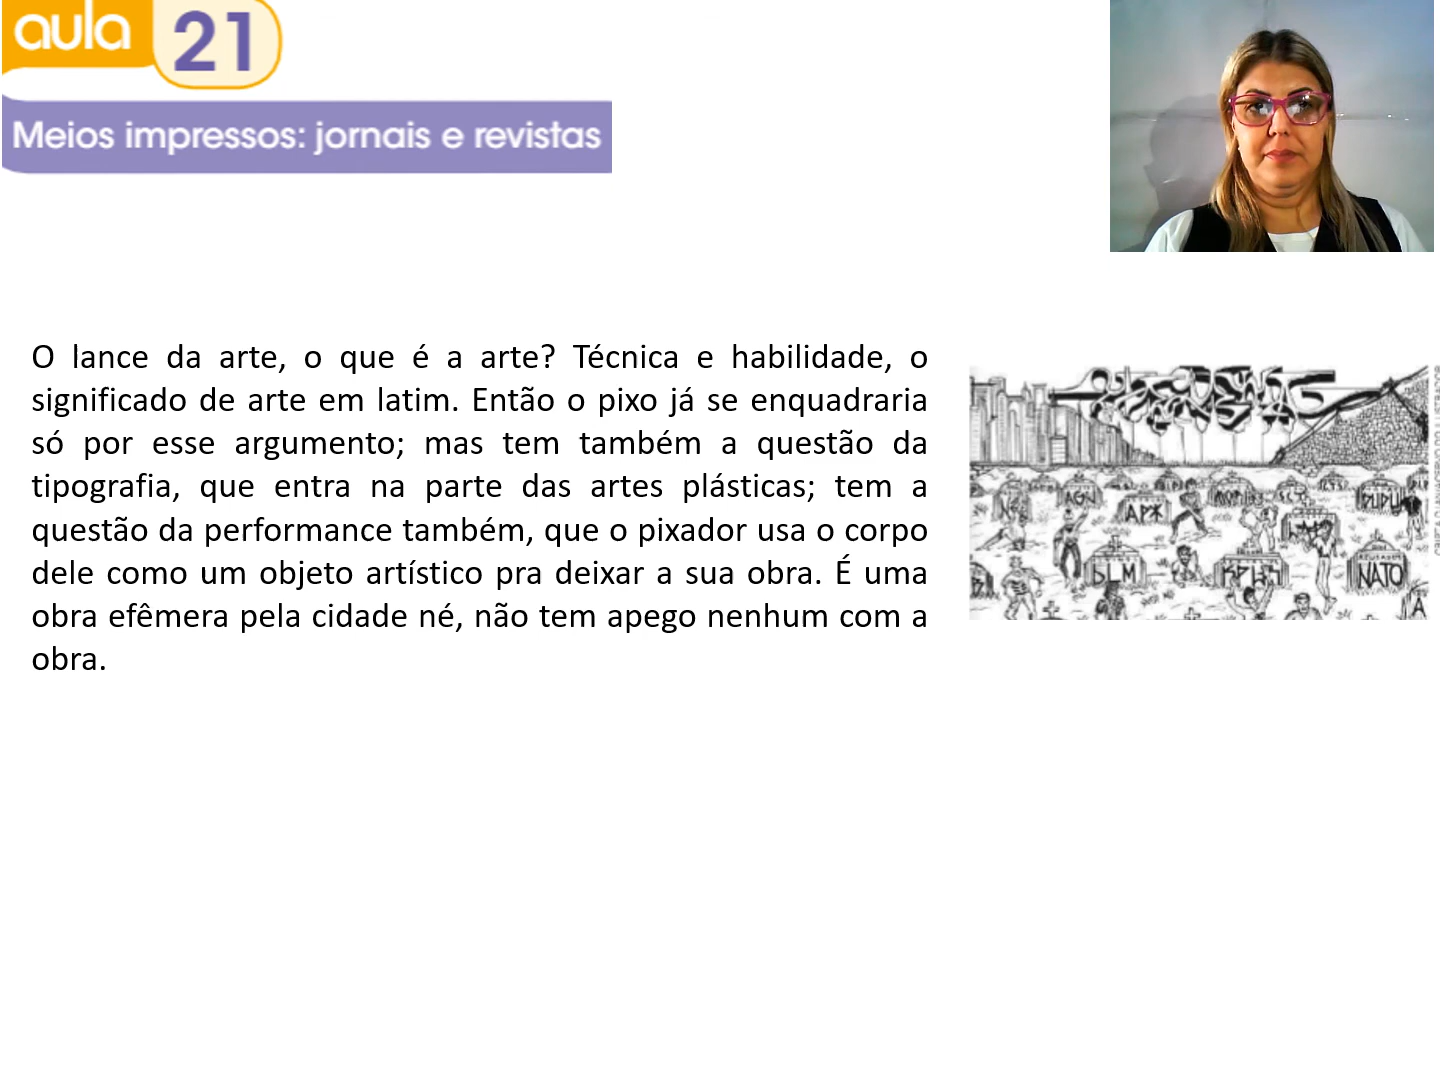 aula 21
Meios impressos: jornais e revistas
O lance da arte, o que é a arte? Técnica e habilidade, o
significado de arte em latim. Então o pixo já se enquadraria
só por esse argumento; mas tem também a questão da
tipografia, que entra na parte das artes plásticas; tem a
questão da performance também, que o pixador usa o corpo
dele como um objeto artístico pra deixar a sua obra. É uma
obra efêmera pela cidade né, não tem apego nenhum com a
obra.
AGN
NATO